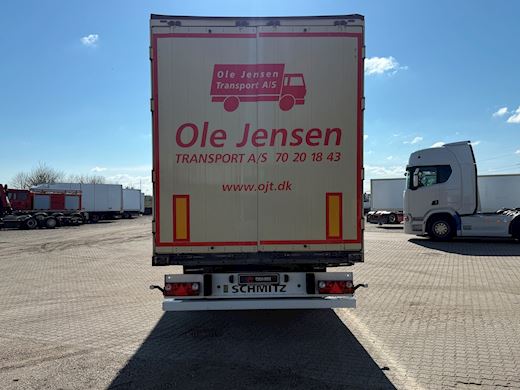 Ole Jensen
Transport A/S
Ole Jensen
TRANSPORT A/S 70 20 18 43
www.ojt.dk
SCHMITZ